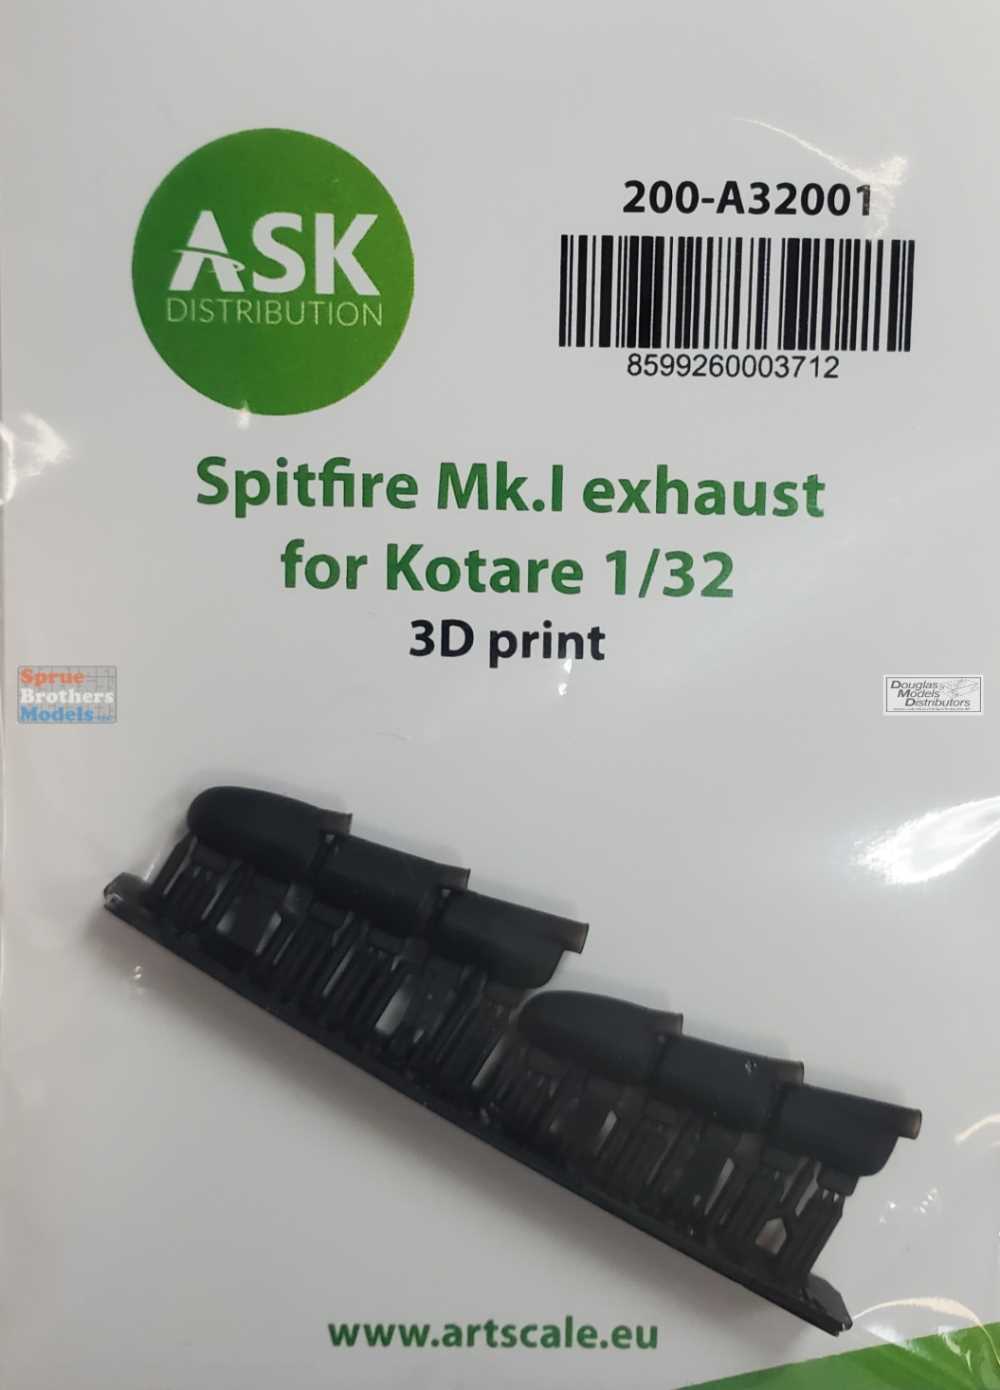 200-A32001
ASK
DISTRIBUTION
8599260003712
Spitfire Mk.I exhaust
for Kotare 1/32
3D print
Sprue
Brothers
Models
Douglas
Models
Distributors
www.artscale.eu